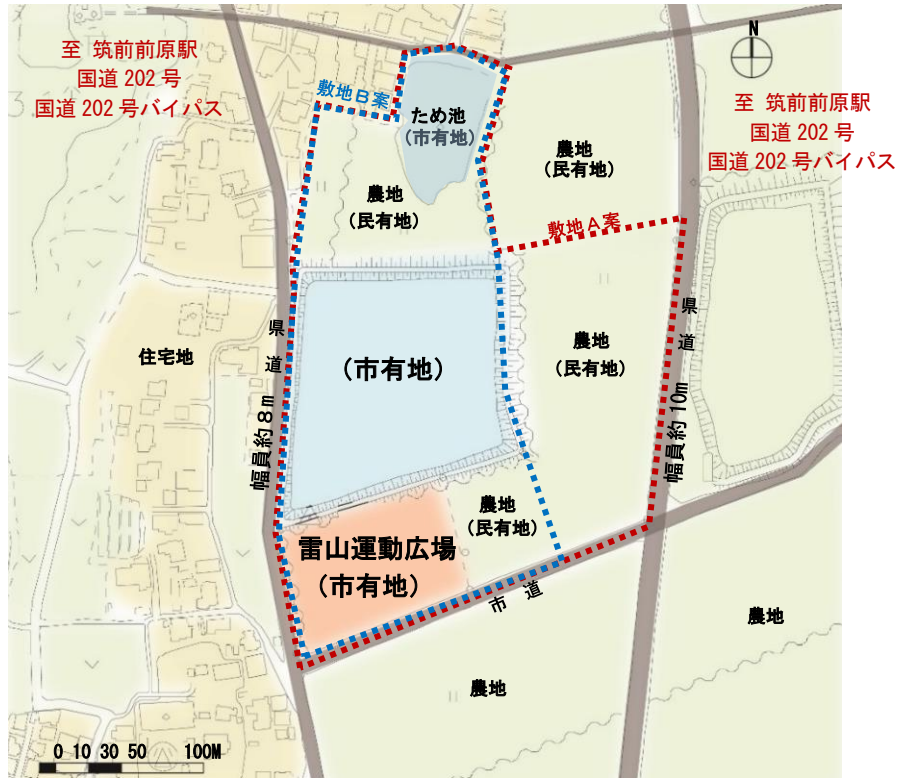 至 筑前前原駅
国道 202 号
国道 202 号バイパス
N
至 筑前前原駅
国道 202 号
国道 202 号バイパス
敷地B案
ため池
(市有地)
農地
(民有地)
農地
(民有地)
敷地A案
県道
県道
住宅地
(市有地)
農地
(民有地)
幅員約8m
幅員約10m
農地
(民有地)
雷山運動広場
(市有地)
市道
農地
農地
0 10 30 50 100M